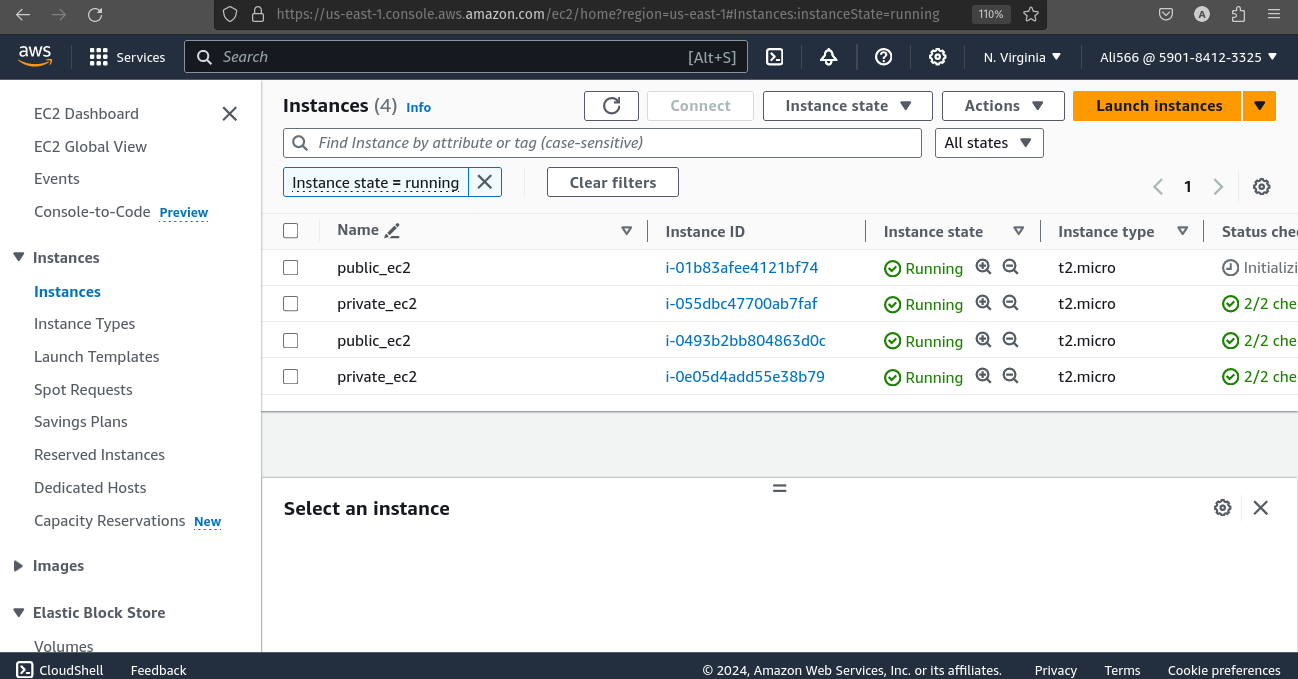 https://us-east-1.console.aws.amazon.com/ec2/home?region=us-east-1#Instances:instanceState=running 110% A
aws Services Search [Alt+S] N. Virginia Ali566 @ 5901-8412-3325
EC2 Dashboard
EC2 Global View
Events
Console-to-Code Preview
Instances
Instances
Instance Types
Launch Templates
Spot Requests
Savings Plans
Reserved Instances
Dedicated Hosts
Capacity Reservations New
Images
Elastic Block Store
Volumes
Instances (4) Info Connect Instance state Actions Launch instances
Find Instance by attribute or tag (case-sensitive) All states
Instance state = running Clear filters 1
Name Instance ID Instance state Instance type Status che
public_ec2 i-01b83afee4121bf74 Running t2.micro Initializi
private_ec2 i-055dbc47700ab7faf Running t2.micro 2/2 che
public_ec2 i-0493b2bb804863d0c Running t2.micro 2/2 che
private_ec2 i-0e05d4add55e38b79 Running t2.micro 2/2 che
Select an instance
CloudShell Feedback © 2024, Amazon Web Services, Inc. or its affiliates. Privacy Terms Cookie preferences